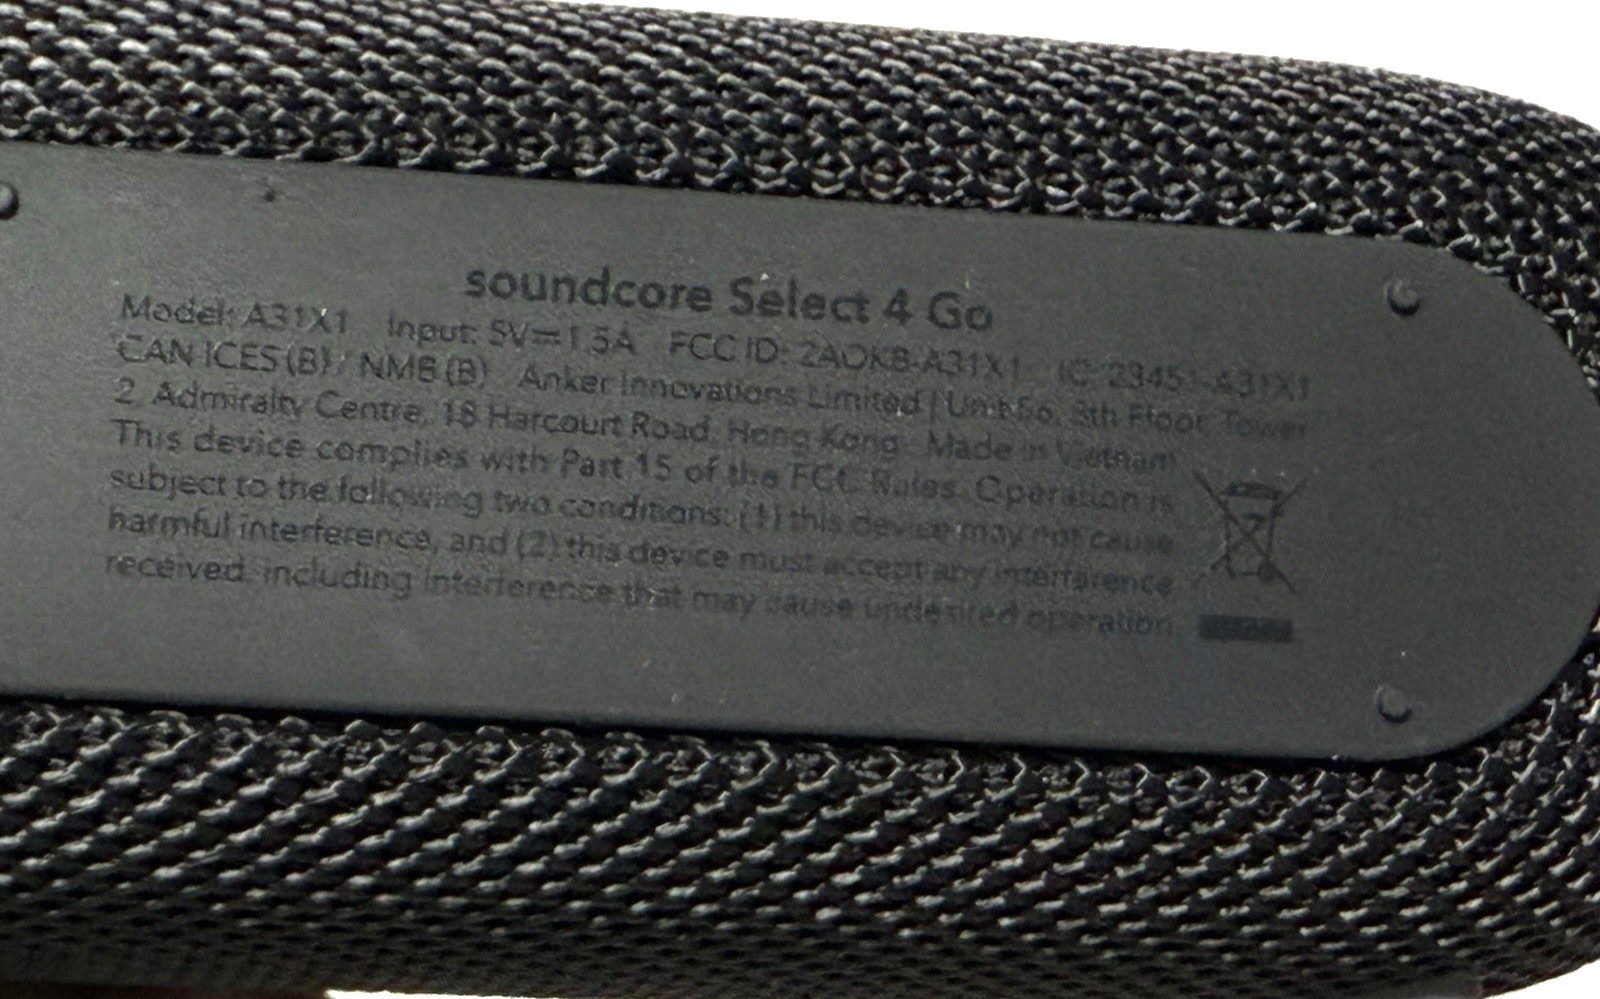 soundcore Select 4 Go
Model: A31X1 Input: 5V⎓1.5A FCC ID: 2AOKB-A31X1 IC: 23451-A31X1
CAN ICES (B) / NMB (B) Anker Innovations Limited | Unit 56, 8th Floor, Tower
2, Admiralty Centre, 18 Harcourt Road, Hong Kong Made in Vietnam
This device complies with Part 15 of the FCC Rules. Operation is
subject to the following two conditions: (1) this device may not cause
harmful interference, and (2) this device must accept any interference
received, including interference that may cause undesired operation.